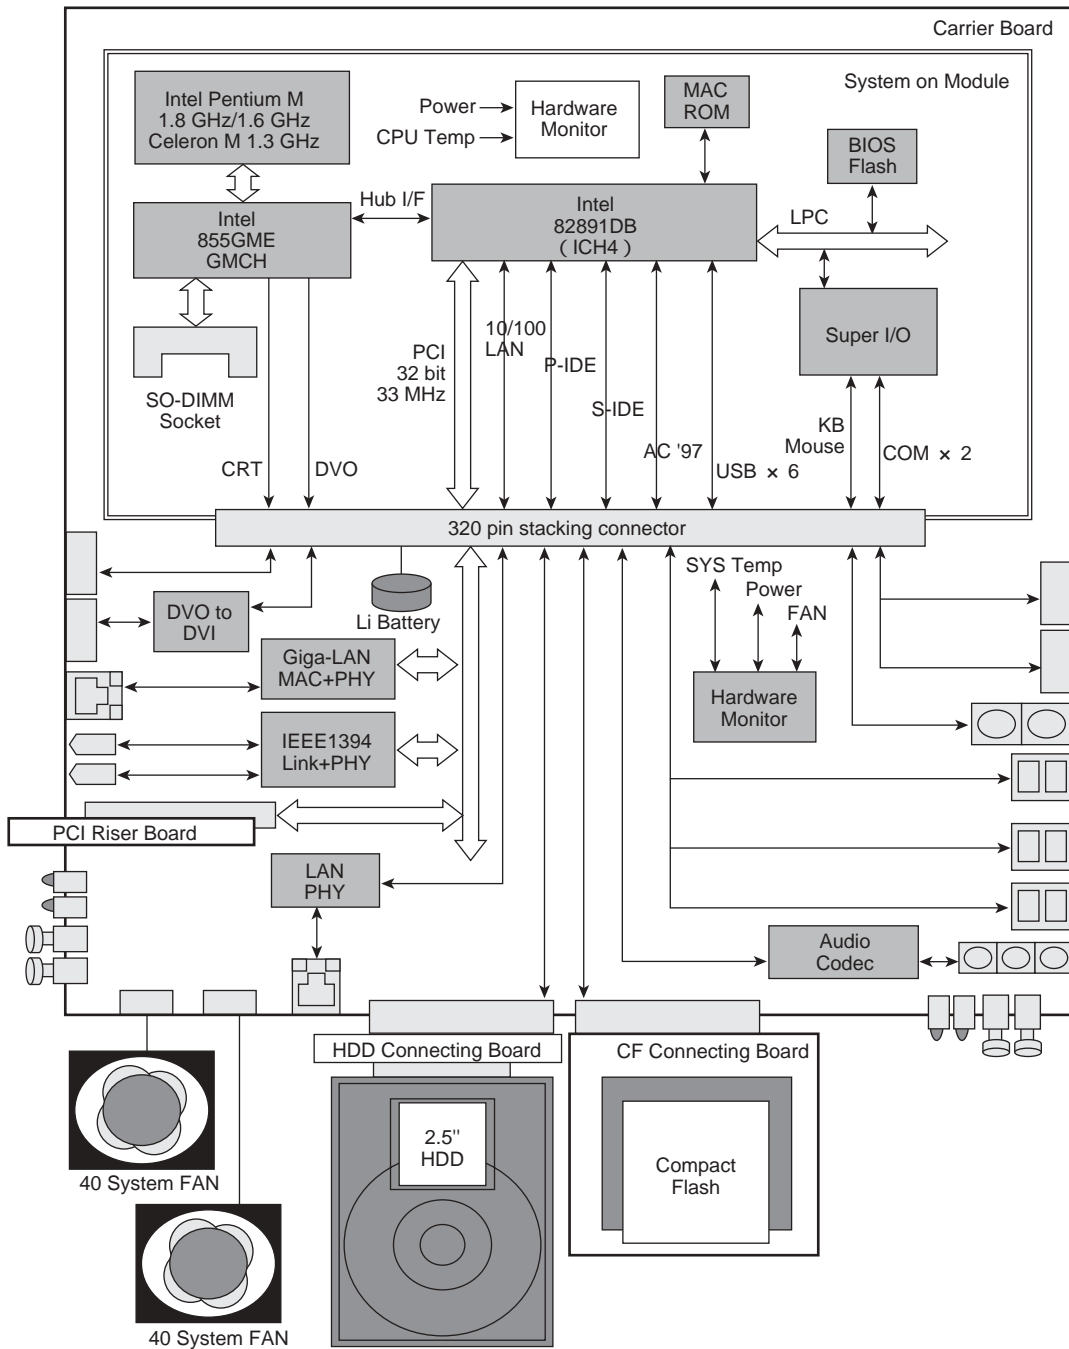 Carrier Board
System on Module
Intel Pentium M
1.8 GHz/1.6 GHz
Celeron M 1.3 GHz
Power
CPU Temp
Hardware
Monitor
MAC
ROM
BIOS
Flash
Hub I/F
Intel
855GME
GMCH
Intel
82891DB
( ICH4 )
LPC
Super I/O
SO-DIMM
Socket
PCI
32 bit
33 MHz
10/100
LAN
P-IDE
S-IDE
AC '97
USB × 6
KB
Mouse
COM × 2
CRT
DVO
320 pin stacking connector
SYS Temp
Power
FAN
Li Battery
DVO to
DVI
Giga-LAN
MAC+PHY
Hardware
Monitor
IEEE1394
Link+PHY
PCI Riser Board
LAN
PHY
Audio
Codec
HDD Connecting Board
CF Connecting Board
2.5"
HDD
Compact
Flash
40 System FAN
40 System FAN